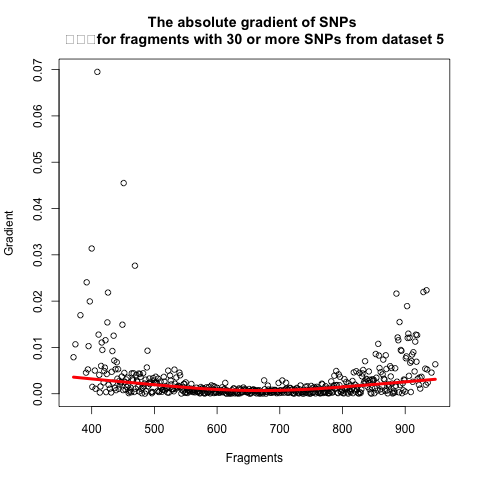 The absolute gradient of SNPs
□□□for fragments with 30 or more SNPs from dataset 5
0.07
0.06
0.05
0.04
0.03
0.02
0.01
0.00
Gradient
400 500 600 700 800 900
Fragments